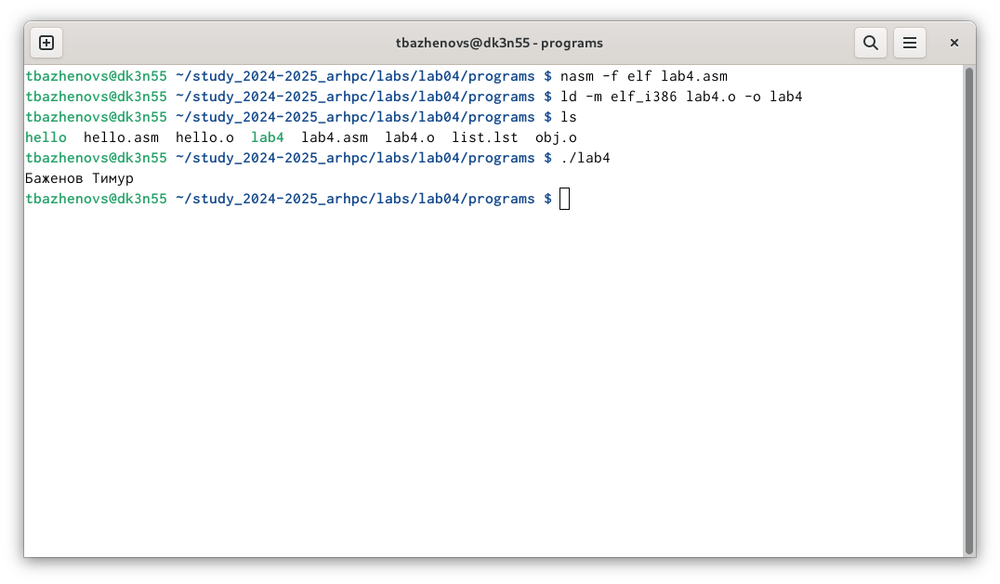 tbazhenovs@dk3n55 - programs
tbazhenovs@dk3n55 ~/study_2024-2025_arhpc/labs/lab04/programs $ nasm -f elf lab4.asm
tbazhenovs@dk3n55 ~/study_2024-2025_arhpc/labs/lab04/programs $ ld -m elf_i386 lab4.o -o lab4
tbazhenovs@dk3n55 ~/study_2024-2025_arhpc/labs/lab04/programs $ ls
hello  hello.asm  hello.o  lab4  lab4.asm  lab4.o  list.lst  obj.o
tbazhenovs@dk3n55 ~/study_2024-2025_arhpc/labs/lab04/programs $ ./lab4
Баженов Тимур
tbazhenovs@dk3n55 ~/study_2024-2025_arhpc/labs/lab04/programs $